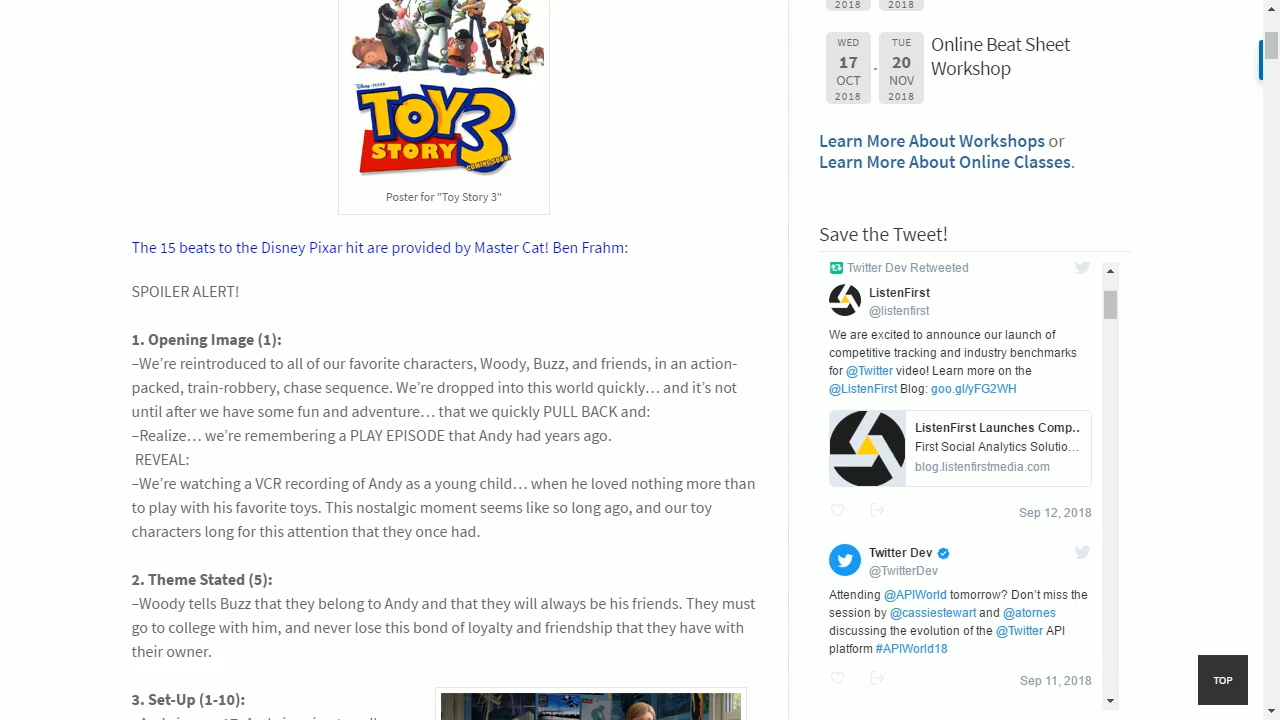 Disney·PIXAR
TOY
STORY 3
COMING SOON!
Poster for "Toy Story 3"
The 15 beats to the Disney Pixar hit are provided by Master Cat! Ben Frahm:
SPOILER ALERT!
1. Opening Image (1):
–We’re reintroduced to all of our favorite characters, Woody, Buzz, and friends, in an action-
packed, train-robbery, chase sequence. We’re dropped into this world quickly… and it’s not
until after we have some fun and adventure… that we quickly PULL BACK and:
–Realize… we’re remembering a PLAY EPISODE that Andy had years ago.
REVEAL:
–We’re watching a VCR recording of Andy as a young child… when he loved nothing more than
to play with his favorite toys. This nostalgic moment seems like so long ago, and our toy
characters long for this attention that they once had.
2. Theme Stated (5):
–Woody tells Buzz that they belong to Andy and that they will always be his friends. They must
go to college with him, and never lose this bond of loyalty and friendship that they have with
their owner.
3. Set-Up (1-10):
2018 2018
WED TUE
17 - 20
OCT NOV
2018 2018
Online Beat Sheet
Workshop
Learn More About Workshops or
Learn More About Online Classes.
Save the Tweet!
Twitter Dev Retweeted
ListenFirst
@listenfirst
We are excited to announce our launch of
competitive tracking and industry benchmarks
for @Twitter video! Learn more on the
@ListenFirst Blog: goo.gl/yFG2WH
ListenFirst Launches Comp..
First Social Analytics Solutio…
blog.listenfirstmedia.com
Sep 12, 2018
Twitter Dev
@TwitterDev
Attending @APIWorld tomorrow? Don’t miss the
session by @cassiestewart and @atornes
discussing the evolution of the @Twitter API
platform #APIWorld18
Sep 11, 2018
TOP